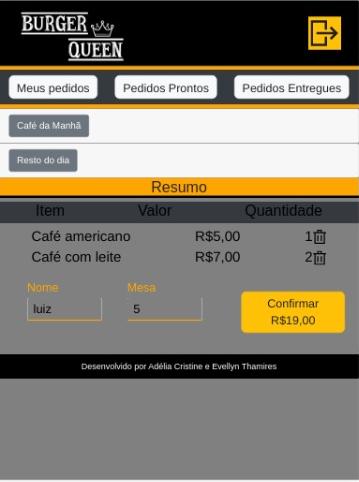 BURGER
QUEEN
Meus pedidos Pedidos Prontos Pedidos Entregues
Café da Manhã
Resto do dia
Resumo
Item Valor Quantidade
Café americano R$5,00 1
Café com leite R$7,00 2
Nome Mesa
luiz 5
Confirmar
R$19,00
Desenvolvido por Adélia Cristine e Evellyn Thamires